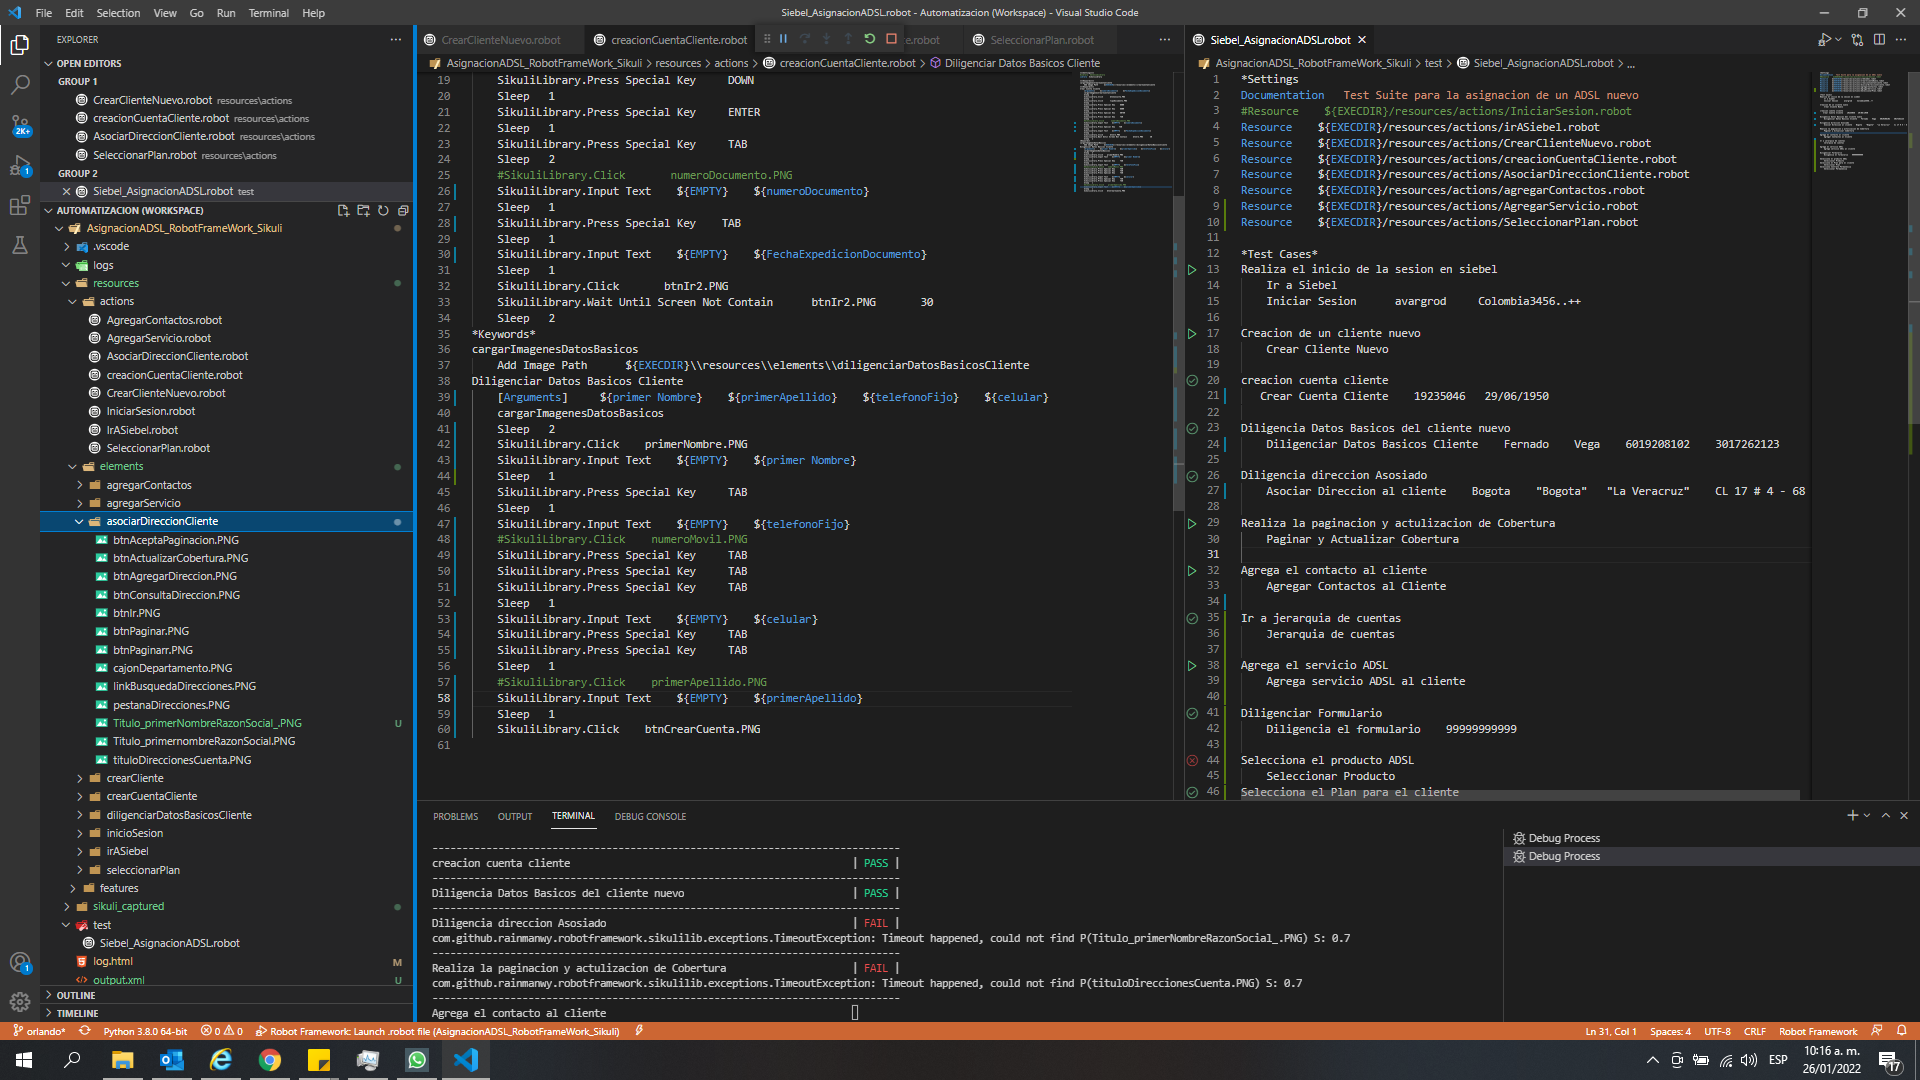 File Edit Selection View Go Run Terminal Help
Siebel_AsignacionADSL.robot - Automatizacion (Workspace) - Visual Studio Code
EXPLORER
OPEN EDITORS
GROUP 1
CrearClienteNuevo.robot resources\actions
creacionCuentaCliente.robot resources\actions
AsociarDireccionCliente.robot resources\actions
SeleccionarPlan.robot resources\actions
GROUP 2
Siebel_AsignacionADSL.robot test
AUTOMATIZACION (WORKSPACE)
AsignacionADSL_RobotFrameWork_Sikuli
.vscode
logs
resources
actions
AgregarContactos.robot
AgregarServicio.robot
AsociarDireccionCliente.robot
creacionCuentaCliente.robot
CrearClienteNuevo.robot
IniciarSesion.robot
IrASiebel.robot
SeleccionarPlan.robot
elements
agregarContactos
agregarServicio
asociarDireccionCliente
btnAceptaPaginacion.PNG
btnActualizarCobertura.PNG
btnAgregarDireccion.PNG
btnConsultaDireccion.PNG
btnIr.PNG
btnPaginar.PNG
btnPaginarr.PNG
cajonDepartamento.PNG
linkBusquedaDirecciones.PNG
pestanaDirecciones.PNG
Titulo_primerNombreRazonSocial_.PNG U
Titulo_primernombreRazonSocial.PNG
tituloDireccionesCuenta.PNG
crearCliente
crearCuentaCliente
diligenciarDatosBasicosCliente
inicioSesion
irASiebel
seleccionarPlan
features
sikuli_captured
test
Siebel_AsignacionADSL.robot
log.html M
output.xml U
OUTLINE
TIMELINE
2K+
1
1
CrearClienteNuevo.robot creacionCuentaCliente.robot te.robot SeleccionarPlan.robot
AsignacionADSL_RobotFrameWork_Sikuli > resources > actions > creacionCuentaCliente.robot > Diligenciar Datos Basicos Cliente
19 SikuliLibrary.Press Special Key DOWN
20 Sleep 1
21 SikuliLibrary.Press Special Key ENTER
22 Sleep 1
23 SikuliLibrary.Press Special Key TAB
24 Sleep 2
25 #SikuliLibrary.Click numeroDocumento.PNG
26 SikuliLibrary.Input Text ${EMPTY} ${numeroDocumento}
27 Sleep 1
28 SikuliLibrary.Press Special Key TAB
29 Sleep 1
30 SikuliLibrary.Input Text ${EMPTY} ${FechaExpedicionDocumento}
31 Sleep 1
32 SikuliLibrary.Click btnIr2.PNG
33 SikuliLibrary.Wait Until Screen Not Contain btnIr2.PNG 30
34 Sleep 2
35 *Keywords*
36 cargarImagenesDatosBasicos
37 Add Image Path ${EXECDIR}\\resources\\elements\\diligenciarDatosBasicosCliente
38 Diligenciar Datos Basicos Cliente
39 [Arguments] ${primer Nombre} ${primerApellido} ${telefonoFijo} ${celular}
40 cargarImagenesDatosBasicos
41 Sleep 2
42 SikuliLibrary.Click primerNombre.PNG
43 SikuliLibrary.Input Text ${EMPTY} ${primer Nombre}
44 Sleep 1
45 SikuliLibrary.Press Special Key TAB
46 Sleep 1
47 SikuliLibrary.Input Text ${EMPTY} ${telefonoFijo}
48 #SikuliLibrary.Click numeroMovil.PNG
49 SikuliLibrary.Press Special Key TAB
50 SikuliLibrary.Press Special Key TAB
51 SikuliLibrary.Press Special Key TAB
52 Sleep 1
53 SikuliLibrary.Input Text ${EMPTY} ${celular}
54 SikuliLibrary.Press Special Key TAB
55 SikuliLibrary.Press Special Key TAB
56 Sleep 1
57 #SikuliLibrary.Click primerApellido.PNG
58 SikuliLibrary.Input Text ${EMPTY} ${primerApellido}
59 Sleep 1
60 SikuliLibrary.Click btnCrearCuenta.PNG
61
Siebel_AsignacionADSL.robot
AsignacionADSL_RobotFrameWork_Sikuli > test > Siebel_AsignacionADSL.robot > ...
1 *Settings
2 Documentation Test Suite para la asignacion de un ADSL nuevo
3 #Resource ${EXECDIR}/resources/actions/IniciarSesion.robot
4 Resource ${EXECDIR}/resources/actions/irASiebel.robot
5 Resource ${EXECDIR}/resources/actions/CrearClienteNuevo.robot
6 Resource ${EXECDIR}/resources/actions/creacionCuentaCliente.robot
7 Resource ${EXECDIR}/resources/actions/AsociarDireccionCliente.robot
8 Resource ${EXECDIR}/resources/actions/agregarContactos.robot
9 Resource ${EXECDIR}/resources/actions/AgregarServicio.robot
10 Resource ${EXECDIR}/resources/actions/SeleccionarPlan.robot
11
12 *Test Cases*
13 Realiza el inicio de la sesion en siebel
14 Ir a Siebel
15 Iniciar Sesion avargrod Colombia3456..++
16
17 Creacion de un cliente nuevo
18 Crear Cliente Nuevo
19
20 creacion cuenta cliente
21 Crear Cuenta Cliente 19235046 29/06/1950
22
23 Diligencia Datos Basicos del cliente nuevo
24 Diligenciar Datos Basicos Cliente Fernado Vega 6019208102 3017262123
25
26 Diligencia direccion Asosiado
27 Asociar Direccion al cliente Bogota "Bogota" "La Veracruz" CL 17 # 4 - 68
28
29 Realiza la paginacion y actulizacion de Cobertura
30 Paginar y Actualizar Cobertura
31
32 Agrega el contacto al cliente
33 Agregar Contactos al Cliente
34
35 Ir a jerarquia de cuentas
36 Jerarquia de cuentas
37
38 Agrega el servicio ADSL
39 Agrega servicio ADSL al cliente
40
41 Diligenciar Formulario
42 Diligencia el formulario 99999999999
43
44 Selecciona el producto ADSL
45 Seleccionar Producto
46 Selecciona el Plan para el cliente
PROBLEMS OUTPUT TERMINAL DEBUG CONSOLE
creacion cuenta cliente | PASS |
Diligencia Datos Basicos del cliente nuevo | PASS |
Diligencia direccion Asosiado | FAIL |
com.github.rainmanwy.robotframework.sikulilib.exceptions.TimeoutException: Timeout happened, could not find P(Titulo_primerNombreRazonSocial_.PNG) S: 0.7
Realiza la paginacion y actulizacion de Cobertura | FAIL |
com.github.rainmanwy.robotframework.sikulilib.exceptions.TimeoutException: Timeout happened, could not find P(tituloDireccionesCuenta.PNG) S: 0.7
Agrega el contacto al cliente
Debug Process
Debug Process
orlando* Python 3.8.0 64-bit 0 0 Robot Framework: Launch .robot file (AsignacionADSL_RobotFrameWork_Sikuli)
Ln 31, Col 1 Spaces: 4 UTF-8 CRLF Robot Framework
ESP
10:16 a. m.
26/01/2022
17